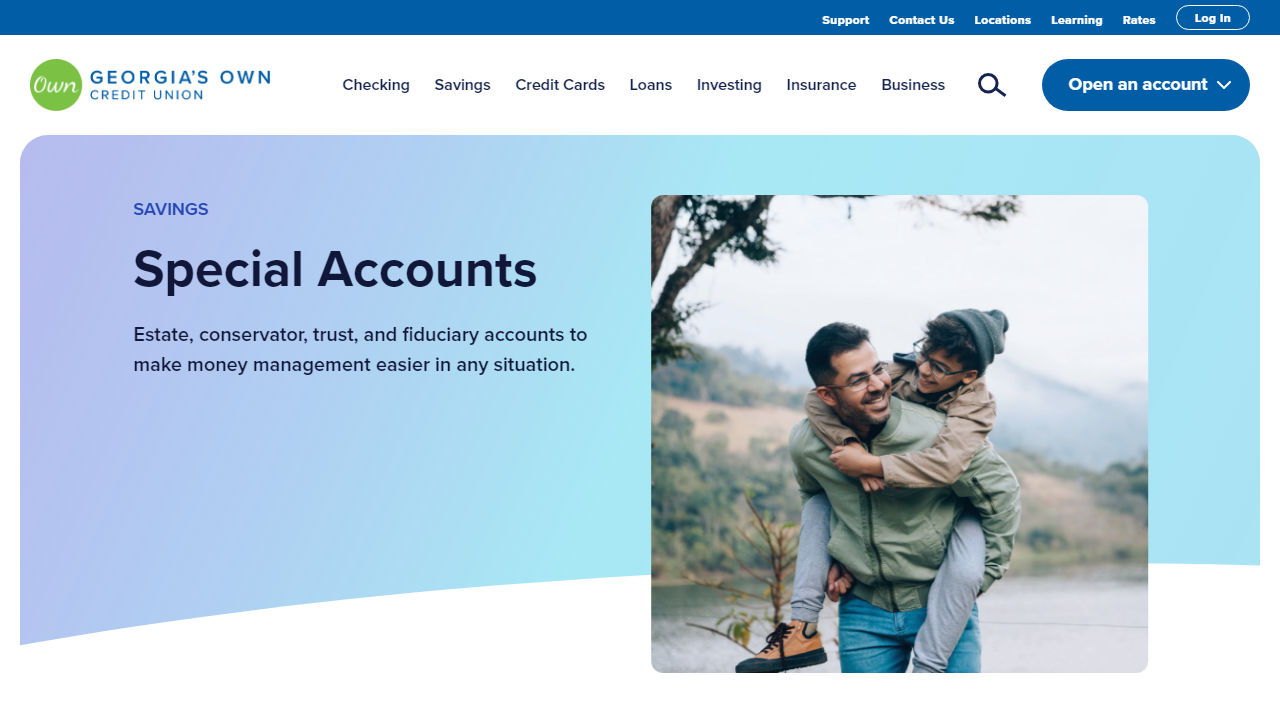 Support Contact Us Locations Learning Rates Log In
Own GEORGIA'S OWN
CREDIT UNION
Checking Savings Credit Cards Loans Investing Insurance Business Open an account
SAVINGS
Special Accounts
Estate, conservator, trust, and fiduciary accounts to
make money management easier in any situation.